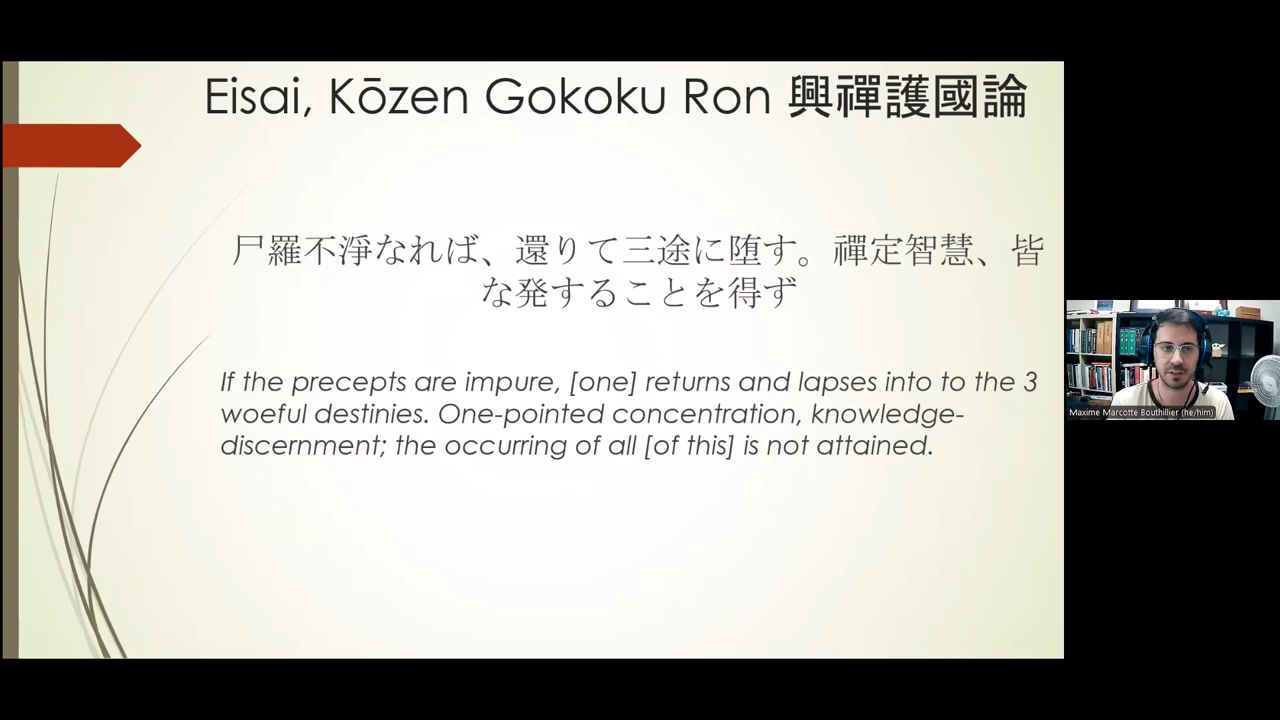 Eisai, Kōzen Gokoku Ron 興禪護國論
尸羅不淨なれば、還りて三途に堕す。禪定智慧、皆
な発することを得ず
If the precepts are impure, [one] returns and lapses into to the 3
woeful destinies. One-pointed concentration, knowledge-
discernment; the occurring of all [of this] is not attained.
Maxime Marcotte Bouthillier (he/him)